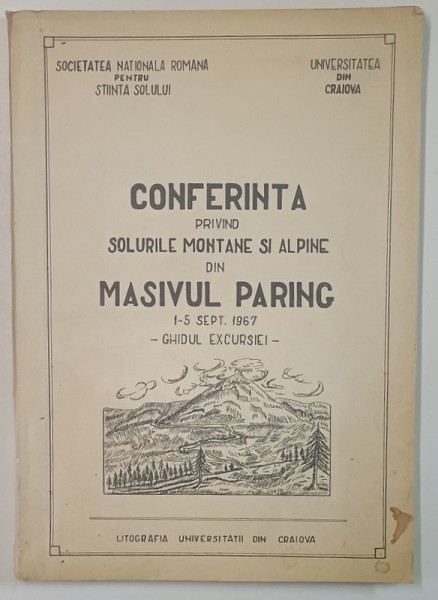 SOCIETATEA NATIONALA ROMANA
PENTRU
STIINTA SOLULUI
UNIVERSITATEA
DIN
CRAIOVA
CONFERINTA
PRIVIND
SOLURILE MONTANE SI ALPINE
DIN
MASIVUL PARING
1-5 SEPT. 1967
- GHIDUL EXCURSIEI -
LITOGRAFIA UNIVERSITATII DIN CRAIOVA